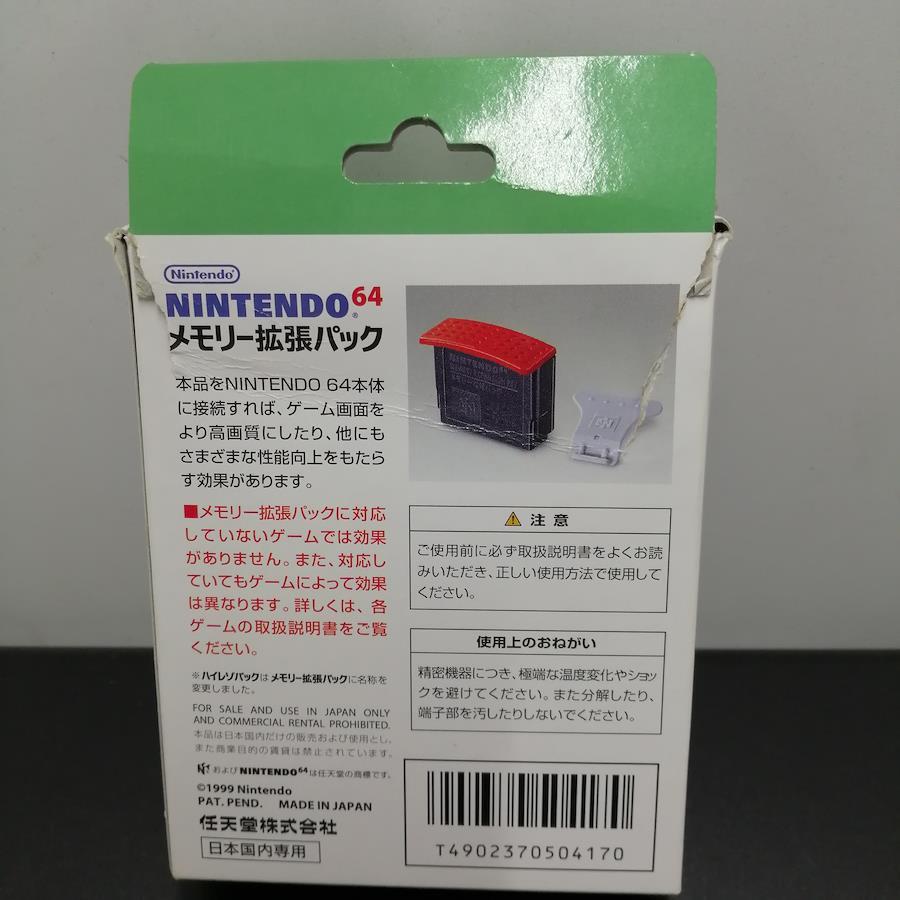 Nintendo
NINTENDO 64
メモリー拡張パック
本品をNINTENDO 64本体
に接続すれば、ゲーム画面を
より高画質にしたり、他にも
さまざまな性能向上をもたら
す効果があります。
■メモリー拡張パックに対応
していないゲームでは効果
がありません。また、対応し
ていてもゲームによって効果
は異なります。詳しくは、各
ゲームの取扱説明書をご覧
ください。
※ハイレゾパックはメモリー拡張パックに名称を
変更しました。
FOR SALE AND USE IN JAPAN ONLY
AND COMMERCIAL RENTAL PROHIBITED.
本品は日本国内だけの販売および使用とし、
また商業目的の賃貸は禁止されています。
およびNINTENDO64は任天堂の商標です。
©1999 Nintendo
PAT. PEND. MADE IN JAPAN
任天堂株式会社
日本国内専用
NINTENDO64
注意
ご使用前に必ず取扱説明書をよくお読
みいただき、正しい使用方法で使用して
ください。
使用上のおねがい
精密機器につき、極端な温度変化やショッ
クを避けてください。また分解したり、
端子部を汚したりしないでください。
T4902370504170